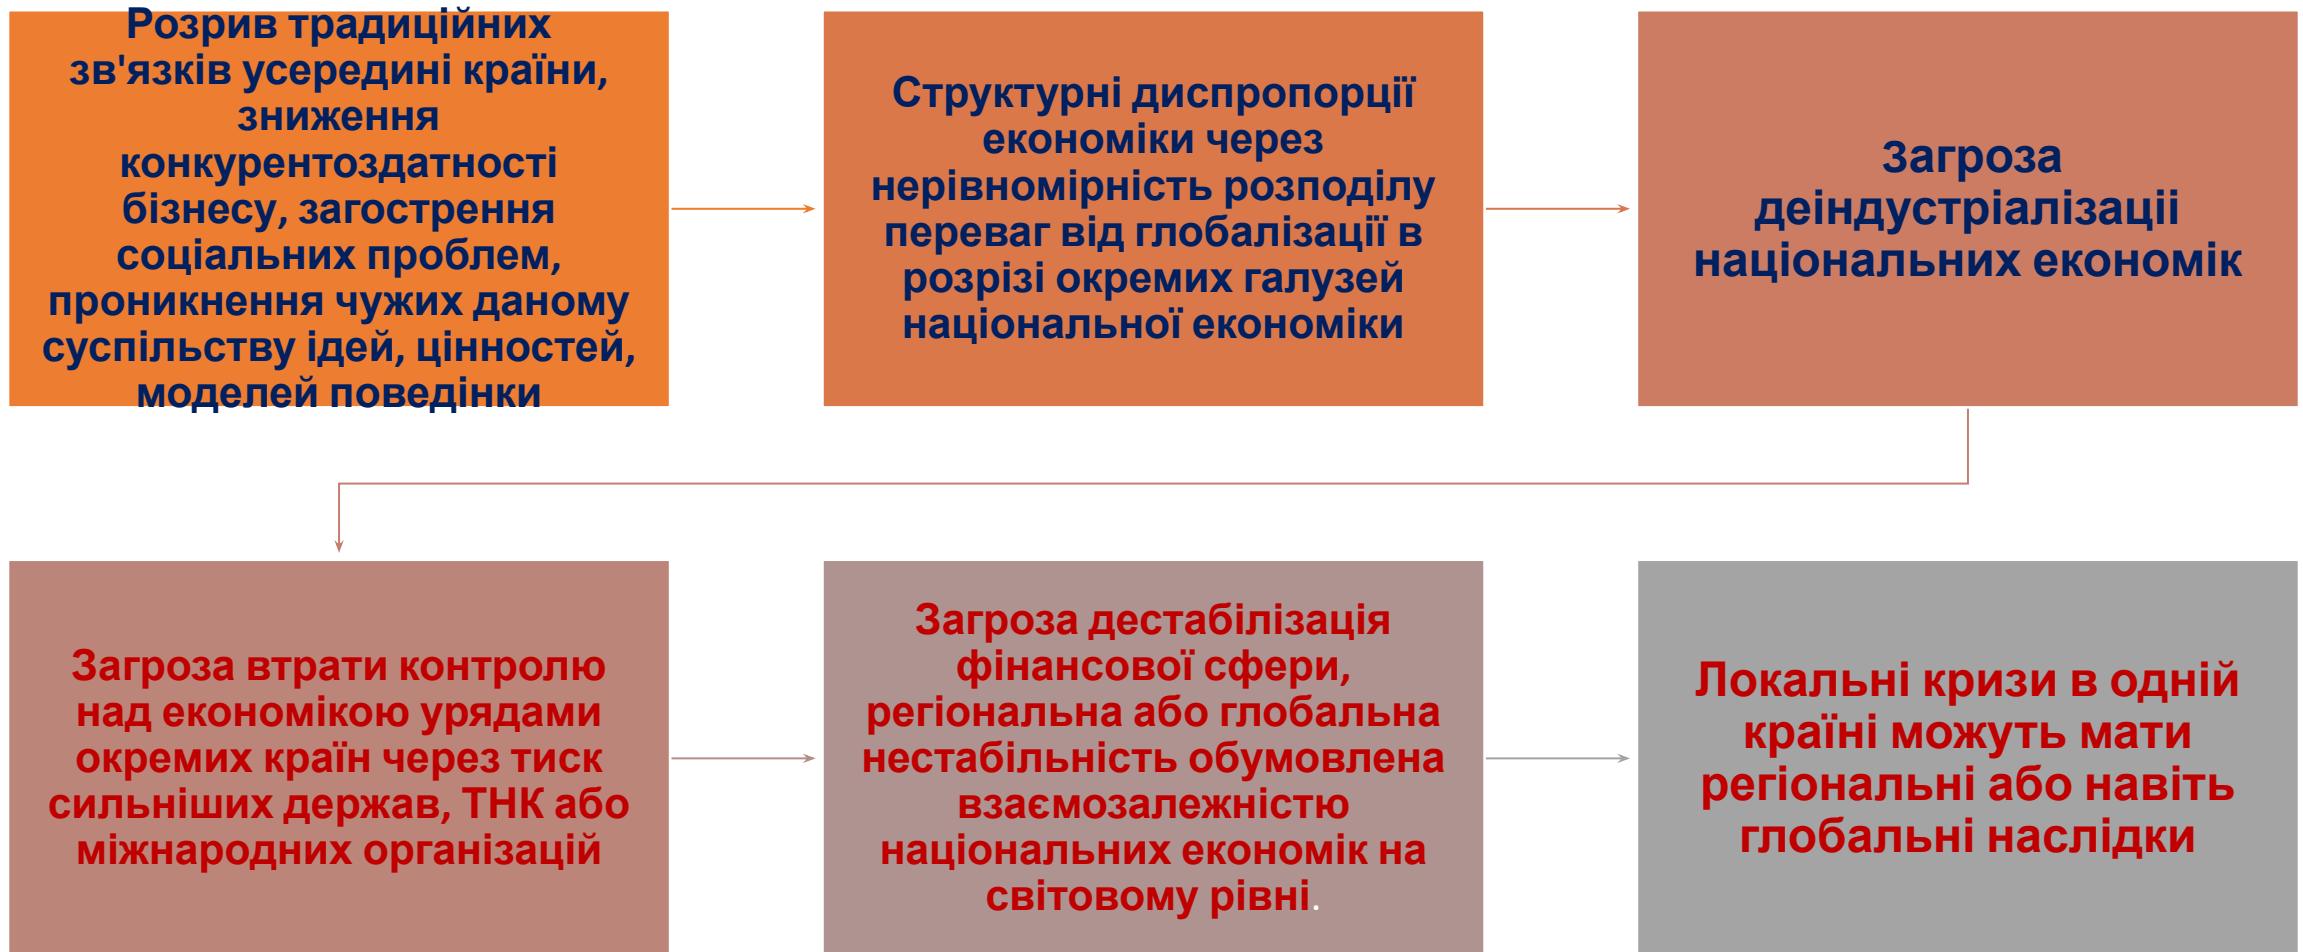 Розрив традиційних
зв'язків усередині країни,
зниження
конкурентоздатності
бізнесу, загострення
соціальних проблем,
проникнення чужих даному
суспільству ідей, цінностей,
моделей поведінки
Структурні диспропорції
економіки через
нерівномірність розподілу
переваг від глобалізації в
розрізі окремих галузей
національної економіки
Загроза
деіндустріалізаціі
національних економік
Загроза втрати контролю
над економікою урядами
окремих країн через тиск
сильніших держав, ТНК або
міжнародних організацій
Загроза дестабілізація
фінансової сфери,
регіональна або глобальна
нестабільність обумовлена
взаємозалежністю
національних економік на
світовому рівні.
Локальні кризи в одній
країні можуть мати
регіональні або навіть
глобальні наслідки